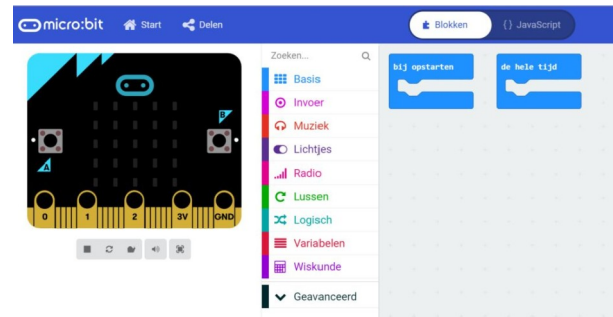 micro:bit Start Delen Blokken {} JavaScript
Zoeken...
Basis
Invoer
Muziek
Lichtjes
Radio
Lussen
Logisch
Variabelen
Wiskunde
Geavanceerd
bij opstarten
de hele tijd
B
A
0 1 2 3V GND